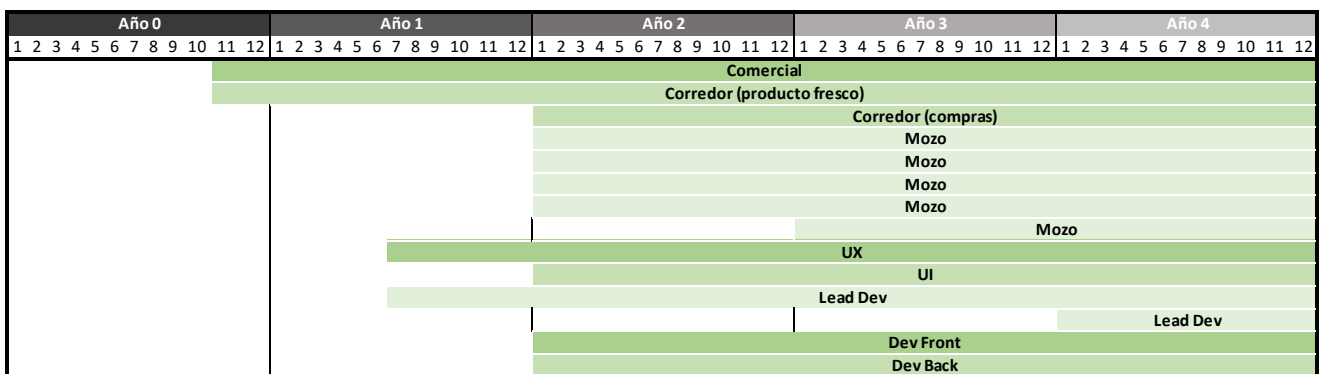 Año 0 Año 1 Año 2 Año 3 Año 4
1 2 3 4 5 6 7 8 9 10 11 12 1 2 3 4 5 6 7 8 9 10 11 12 1 2 3 4 5 6 7 8 9 10 11 12 1 2 3 4 5 6 7 8 9 10 11 12 1 2 3 4 5 6 7 8 9 10 11 12
Comercial
Corredor (producto fresco)
Corredor (compras)
Mozo
Mozo
Mozo
Mozo
Mozo
UX
UI
Lead Dev
Lead Dev
Dev Front
Dev Back